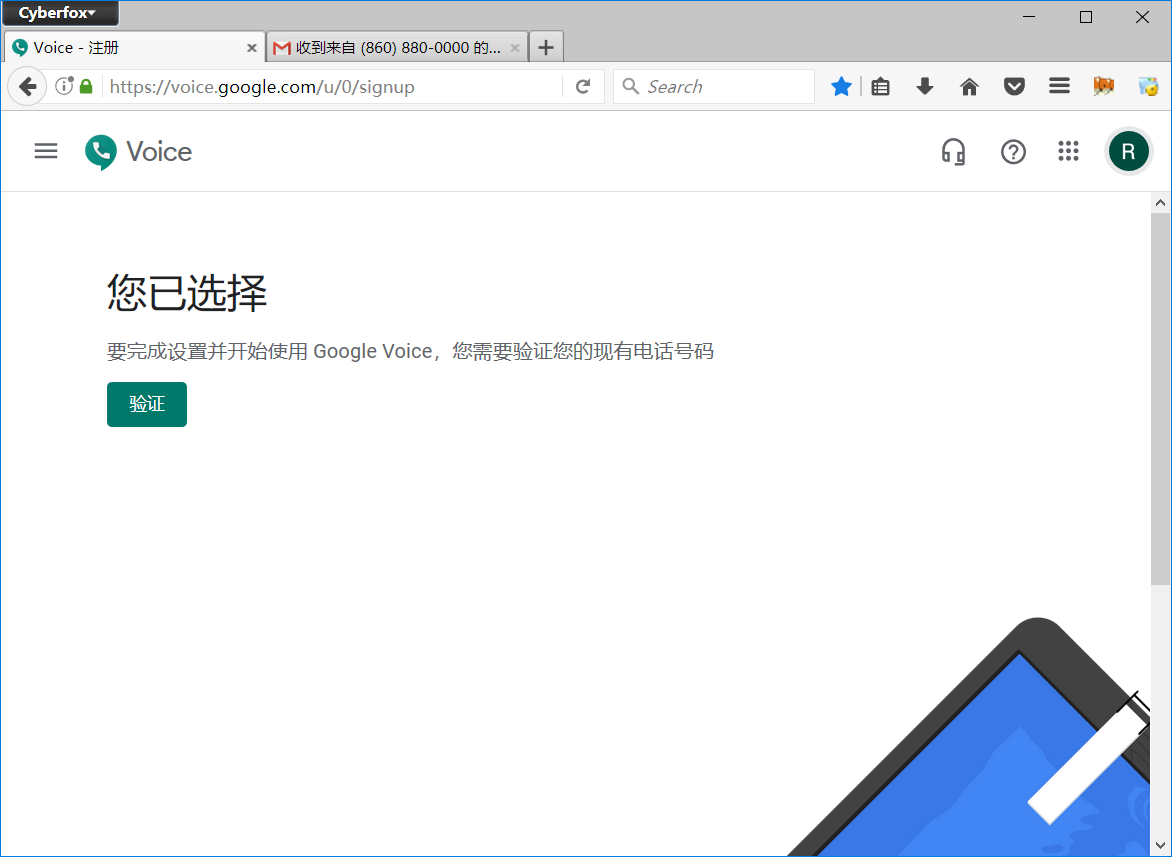 Cyberfox
Voice - 注册
收到来自 (860) 880-0000 的...
https://voice.google.com/u/0/signup
Search
Voice
R
您已选择
要完成设置并开始使用 Google Voice，您需要验证您的现有电话号码
验证